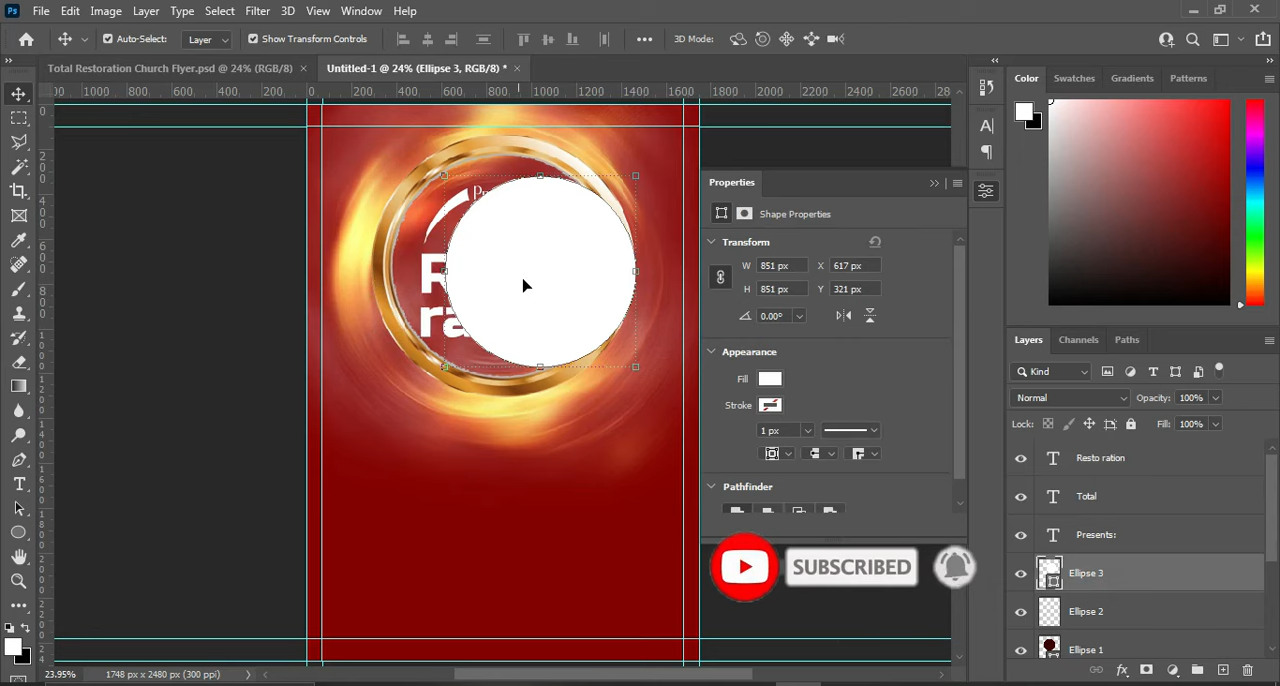 Ps File Edit Image Layer Type Select Filter 3D View Window Help
Auto-Select: Layer Show Transform Controls 3D Mode:
Total Restoration Church Flyer.psd @ 24% (RGB/8) × Untitled-1 @ 24% (Ellipse 3, RGB/8) * ×
1000 800 600 400 200 0 200 400 600 800 1000 1200 1400 1600 1800 2000 2200 2400 2600 2800
Color Swatches Gradients Patterns
Properties
Shape Properties
Transform
W 851 px X 617 px
H 851 px Y 321 px
0.00°
Appearance
Fill
Stroke
1 px
Pathfinder
R
ra
SUBSCRIBED
Layers Channels Paths
Kind
Normal Opacity: 100%
Lock: Fill: 100%
T Resto ration
T Total
T Presents:
Ellipse 3
Ellipse 2
Ellipse 1
fx
23.95% 1748 px x 2480 px (300 ppi)